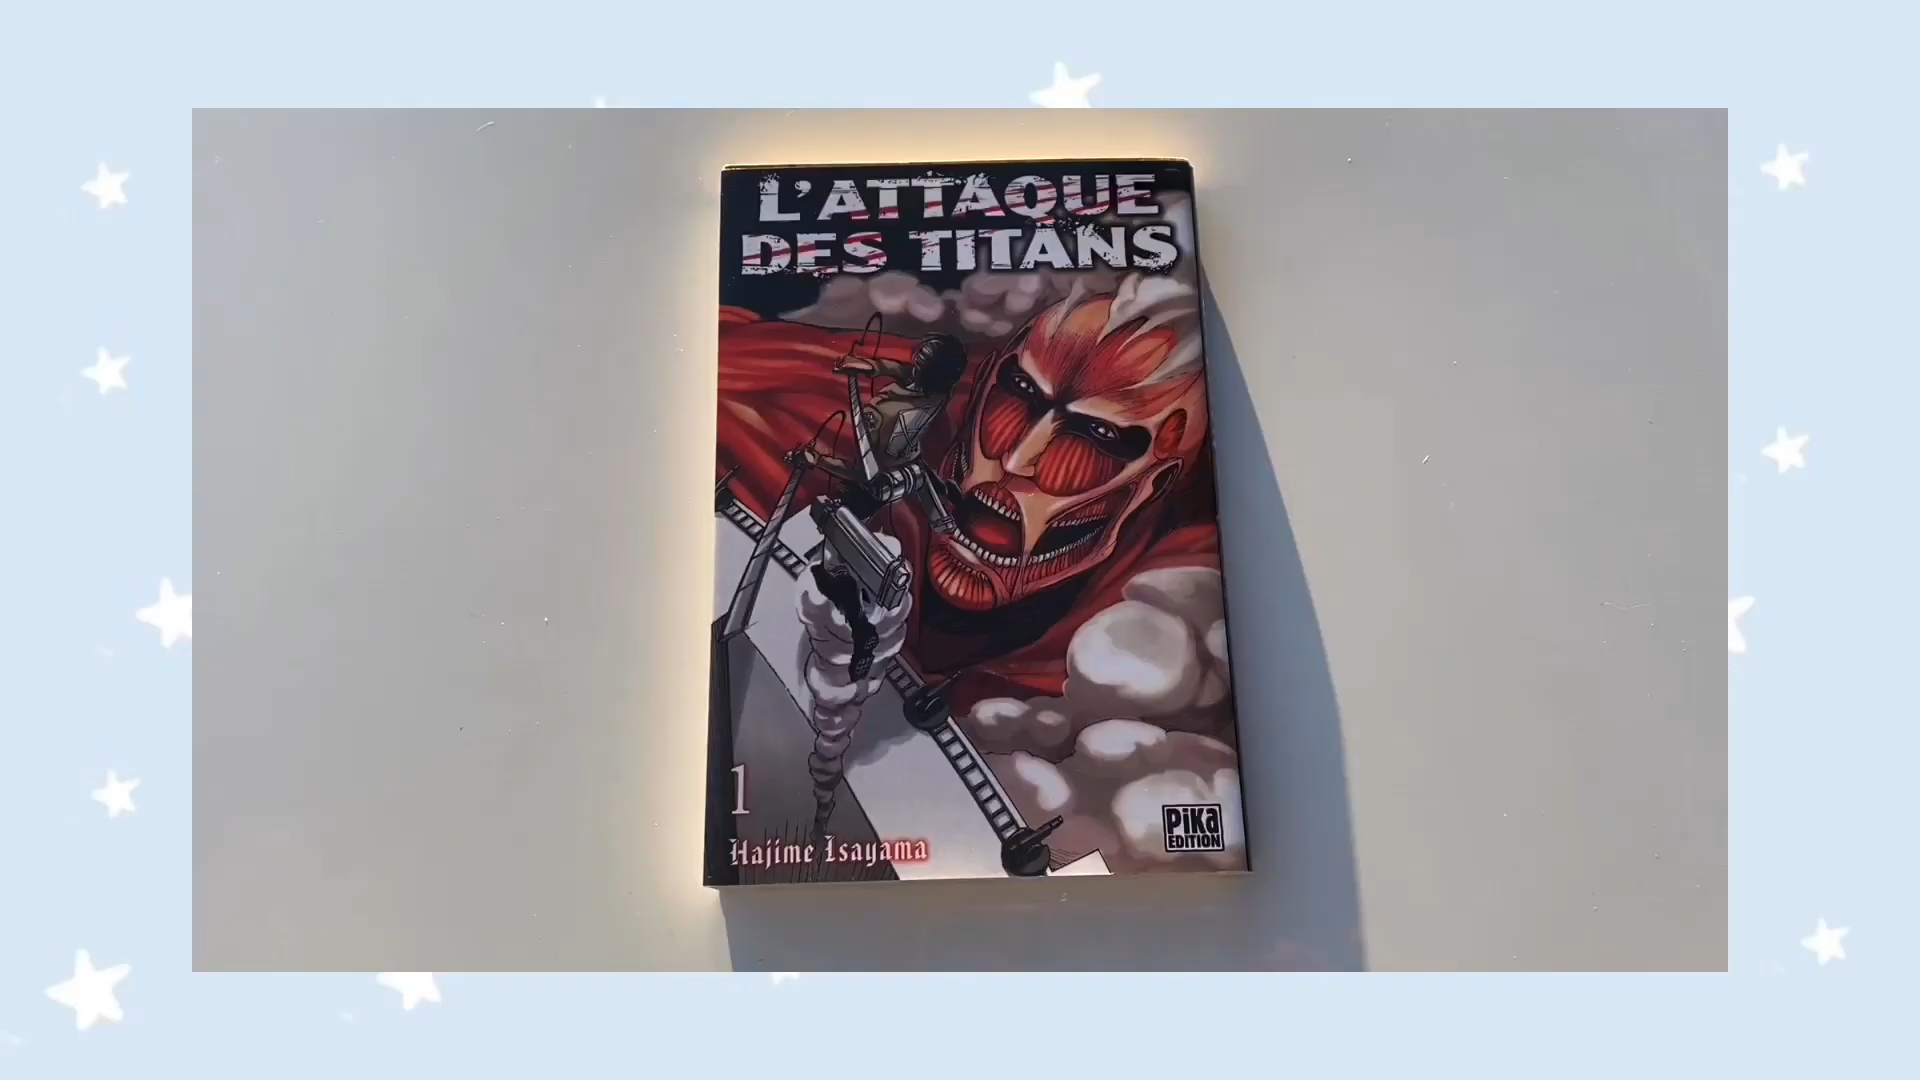 L'ATTAQUE
DES TITANS
1
Hajime Isayama
PiKa
EDITION